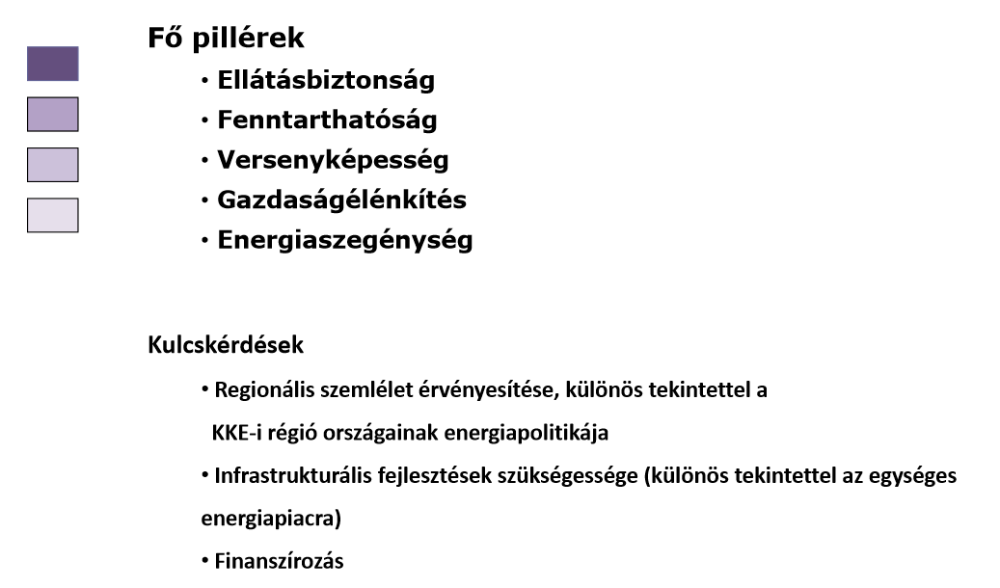 Fő pillérek
• Ellátásbiztonság
• Fenntarthatóság
• Versenyképesség
• Gazdaságélénkítés
• Energiaszegénység
Kulcskérdések
• Regionális szemlélet érvényesítése, különös tekintettel a
KKE-i régió országainak energiapolitikája
• Infrastrukturális fejlesztések szükségessége (különös tekintettel az egységes
energiapiacra)
• Finanszírozás